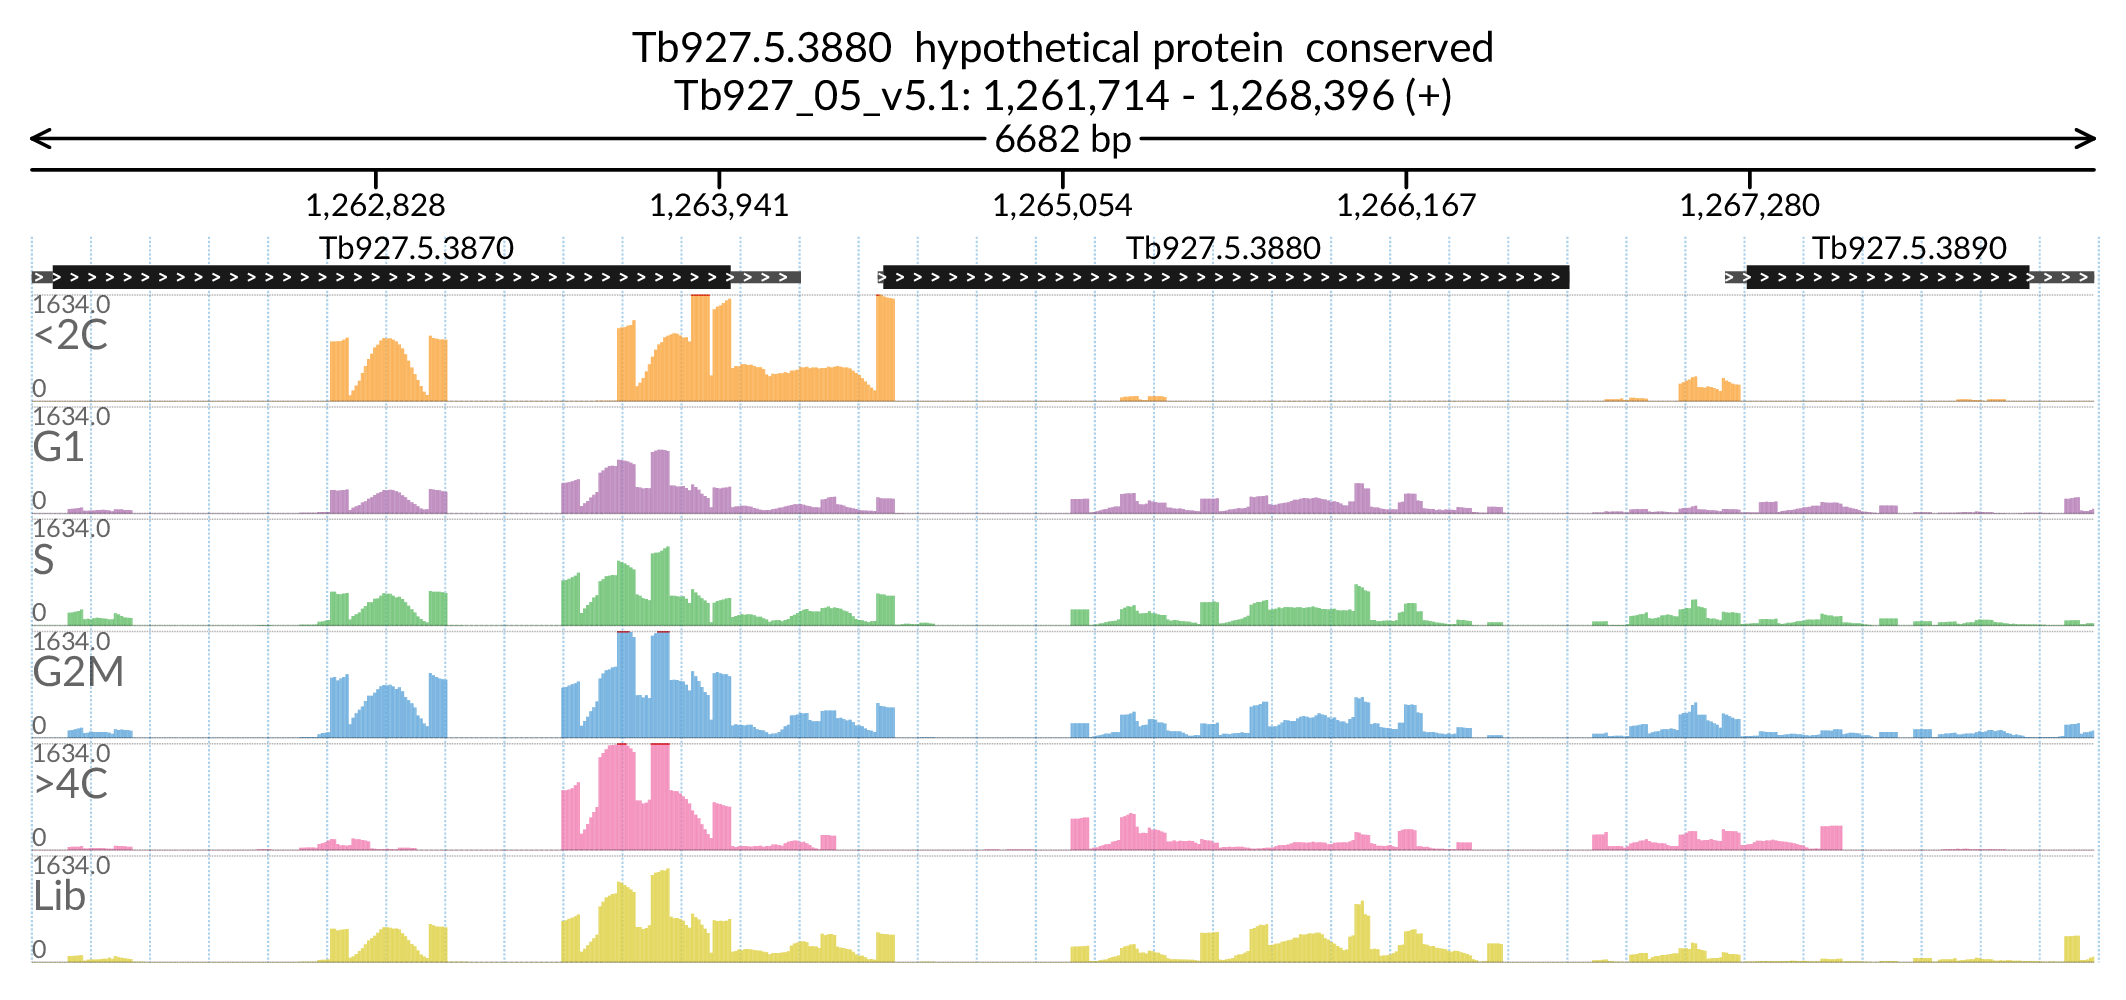 Tb927.5.3880  hypothetical protein  conserved
Tb927_05_v5.1: 1,261,714 - 1,268,396 (+)
6682 bp
1,262,828 1,263,941 1,265,054 1,266,167 1,267,280
Tb927.5.3870 Tb927.5.3880 Tb927.5.3890
1634.0
<2C
0
1634.0
G1
0
1634.0
S
0
1634.0
G2M
0
1634.0
>4C
0
1634.0
Lib
0